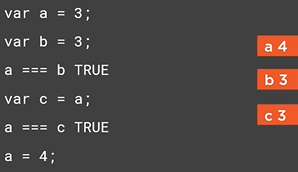 var a = 3;
var b = 3;
a === b TRUE
var c = a;
a === c TRUE
a = 4;
a 4
b 3
c 3